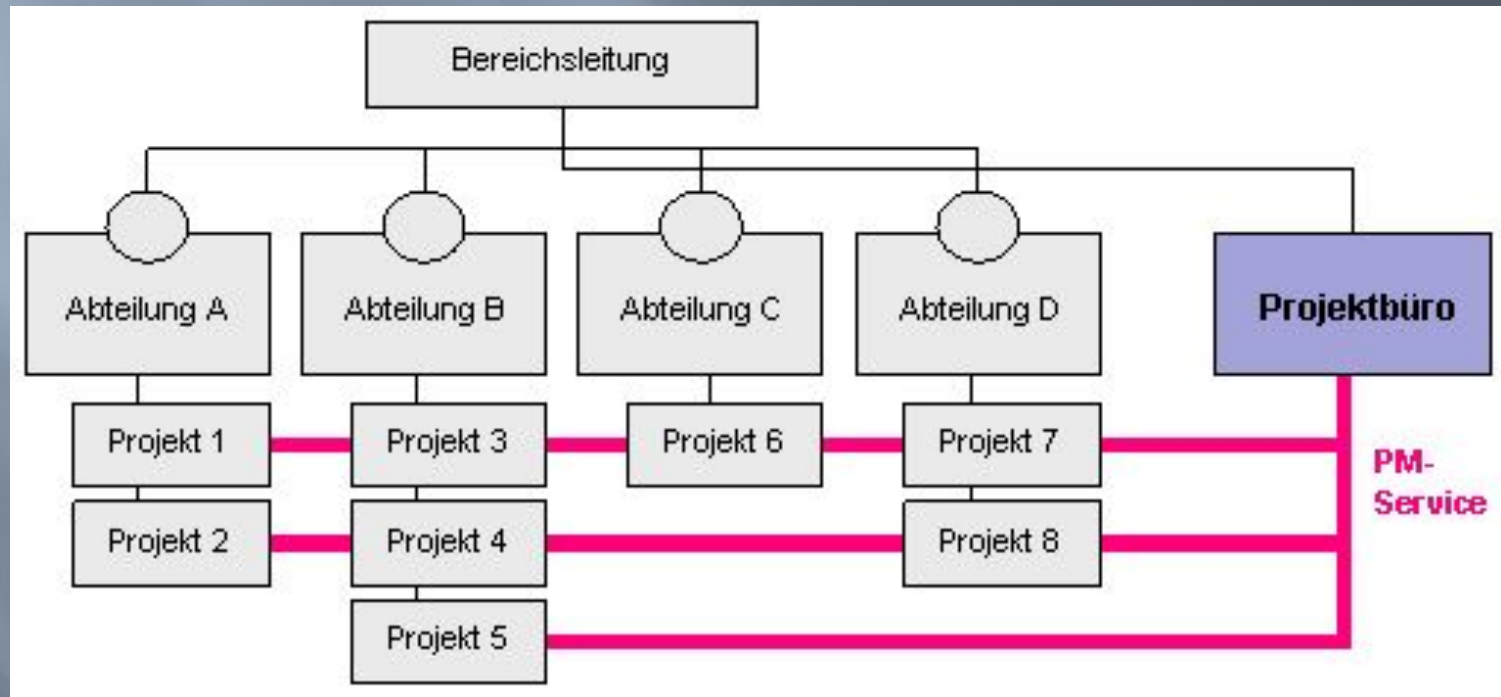 Bereichsleitung
Abteilung A
Abteilung B
Abteilung C
Abteilung D
Projektbüro
Projekt 1
Projekt 3
Projekt 6
Projekt 7
PM-
Service
Projekt 2
Projekt 4
Projekt 8
Projekt 5